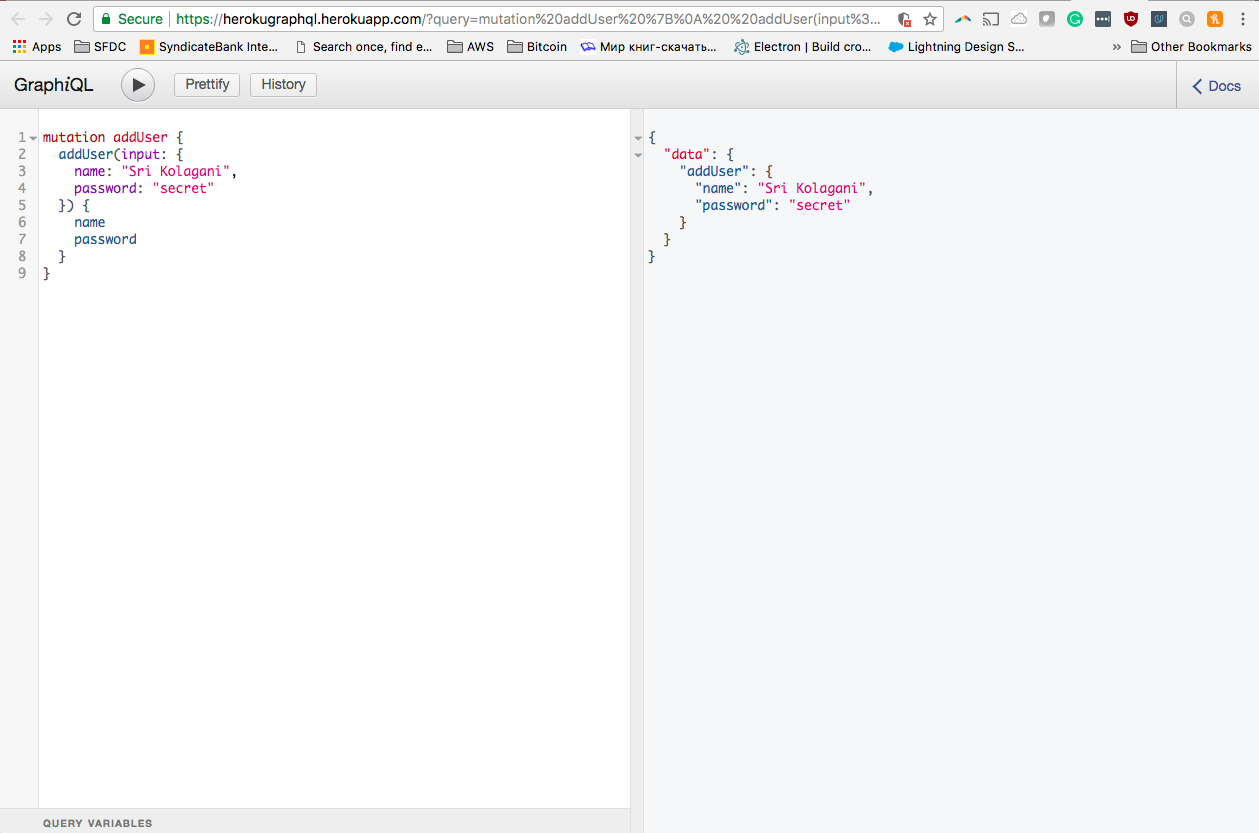 Secure https://herokugraphql.herokuapp.com/?query=mutation%20addUser%20%7B%0A%20%20addUser(input%3...
Apps SFDC SyndicateBank Inte... Search once, find e... AWS Bitcoin Мир книг-скачать... Electron | Build cro... Lightning Design S... » Other Bookmarks
GraphiQL Prettify History Docs
1 mutation addUser {
2 addUser(input: {
3 name: "Sri Kolagani",
4 password: "secret"
5 }) {
6 name
7 password
8 }
9 }
{
"data": {
"addUser": {
"name": "Sri Kolagani",
"password": "secret"
}
}
}
QUERY VARIABLES